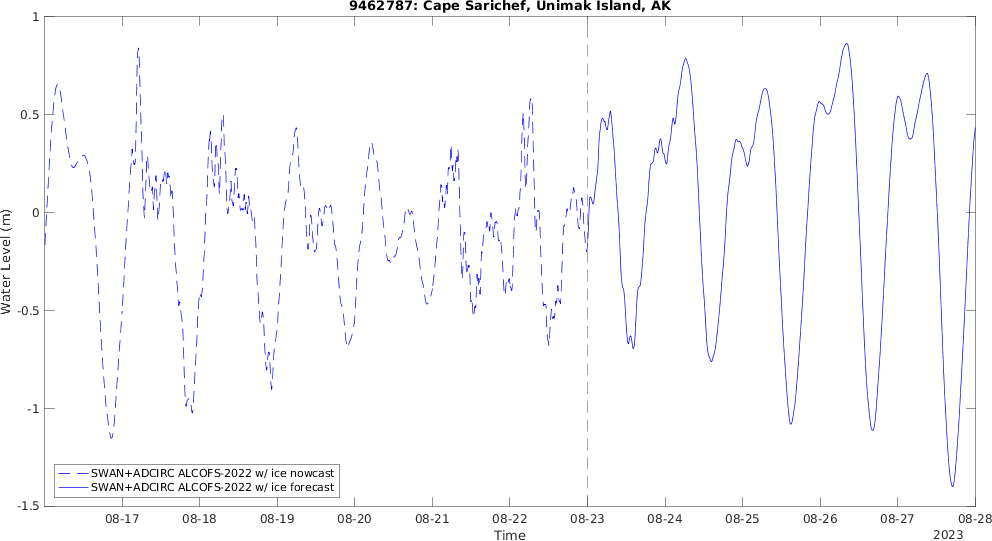 9462787: Cape Sarichef, Unimak Island, AK
Water Level (m)
1
0.5
0
-0.5
-1
-1.5
SWAN+ADCIRC ALCOFS-2022 w/ ice nowcast
SWAN+ADCIRC ALCOFS-2022 w/ ice forecast
08-17 08-18 08-19 08-20 08-21 08-22 08-23 08-24 08-25 08-26 08-27 08-28
Time
2023